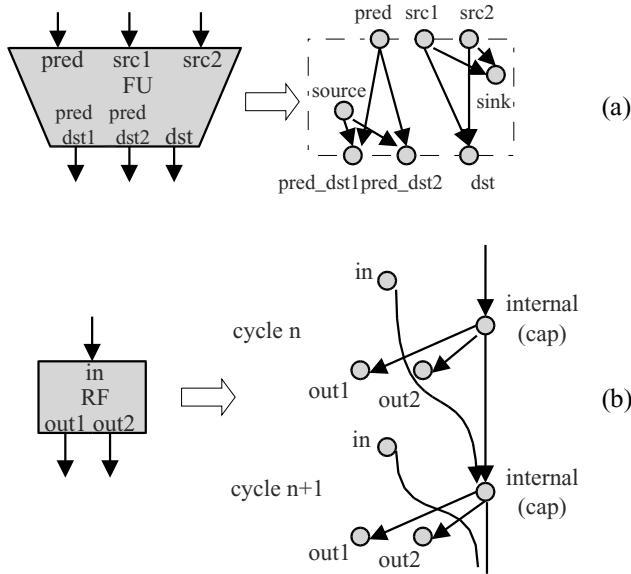 pred src1 src2
FU
pred pred
dst1 dst2 dst
pred src1 src2
source
sink
pred_dst1 pred_dst2 dst
(a)
in
RF
out1 out2
cycle n
in
internal
(cap)
out1 out2
(b)
cycle n+1
in
internal
(cap)
out1 out2